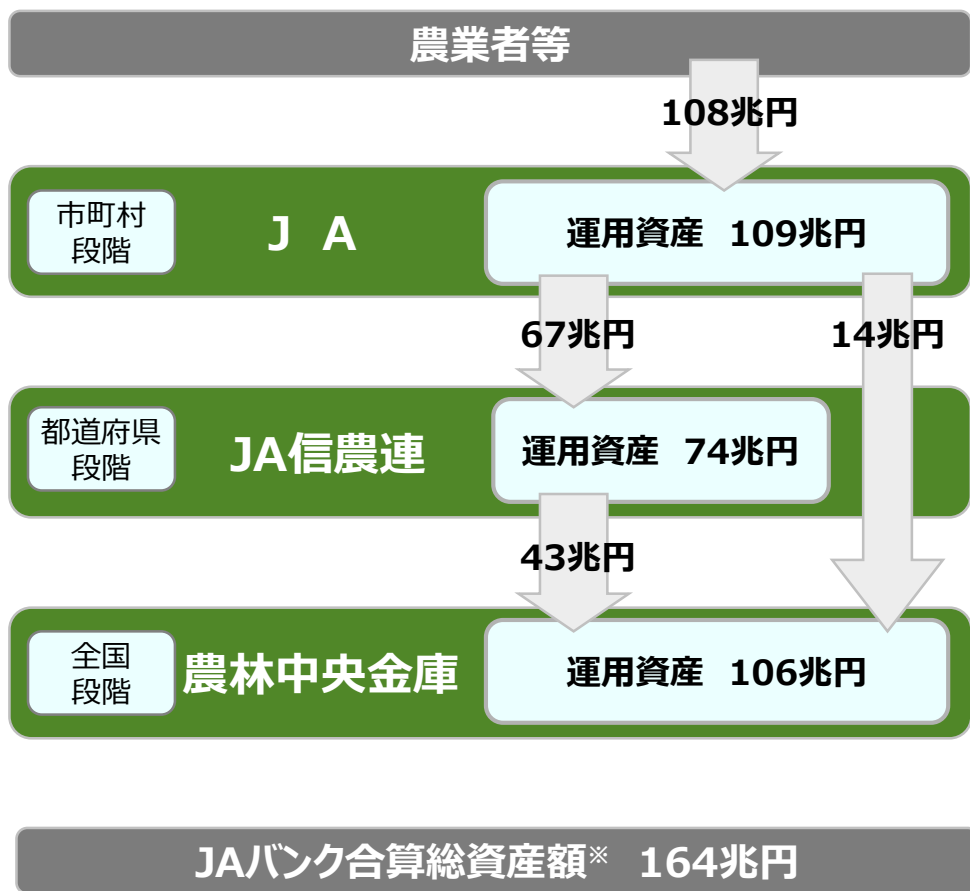 農業者等
108兆円
市町村
段階
J A
運用資産 109兆円
67兆円
14兆円
都道府県
段階
JA信農連
運用資産 74兆円
43兆円
全国
段階
農林中央金庫
運用資産 106兆円
JAバンク合算総資産額※ 164兆円